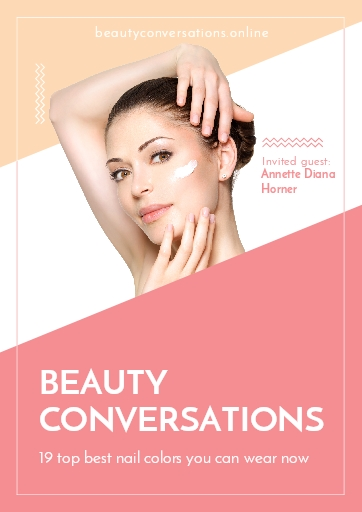 beautyconversations.online
Invited guest:
Annette Diana
Horner
BEAUTY
CONVERSATIONS
19 top best nail colors you can wear now